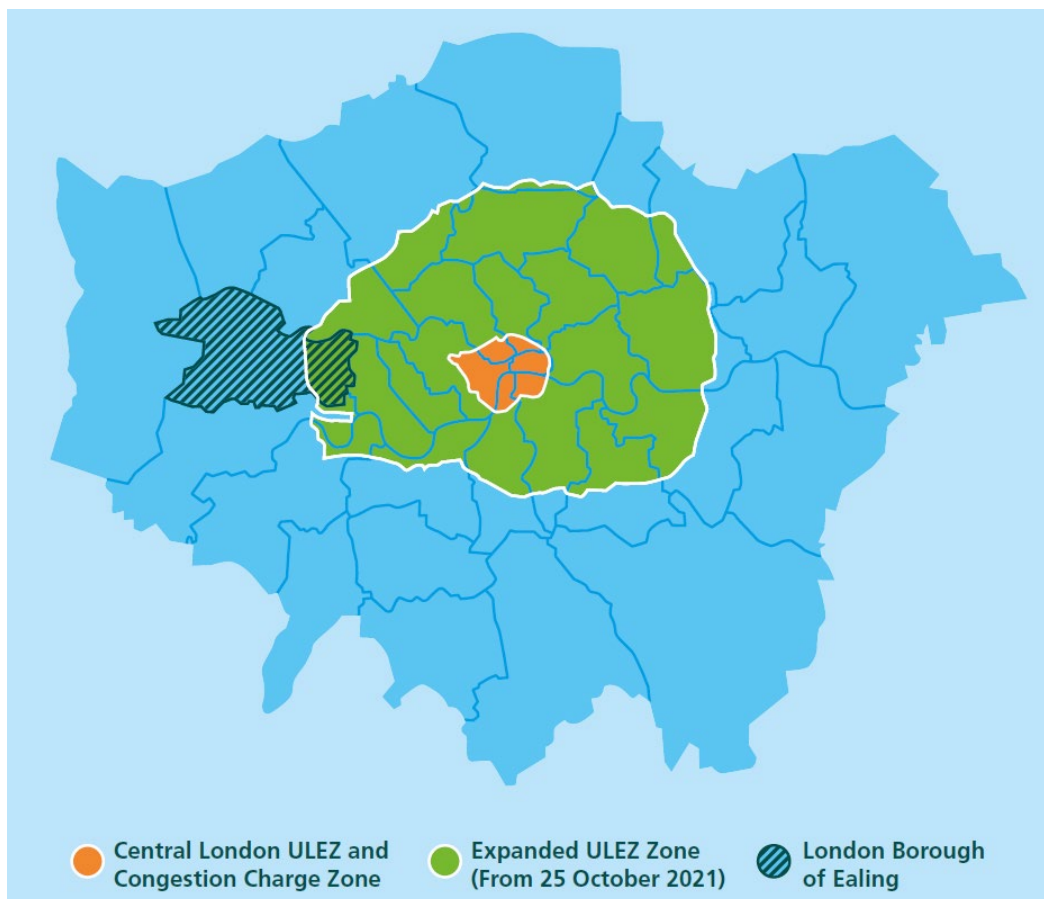 Central London ULEZ and
Congestion Charge Zone
Expanded ULEZ Zone
(From 25 October 2021)
London Borough
of Ealing